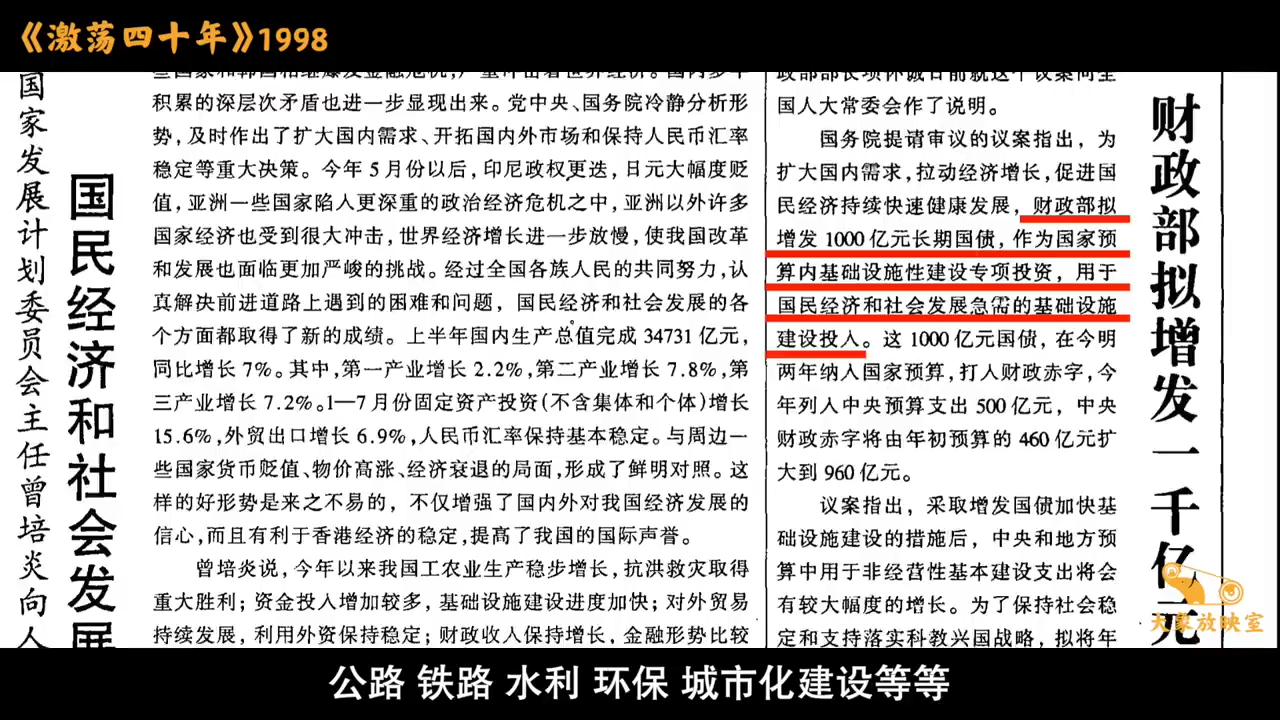 《激荡四十年》1998
国家发展计划委员会主任曾培炎向人
国民经济和社会发展
积累的深层次矛盾也进一步显现出来。党中央、国务院冷静分析形
势，及时作出了扩大国内需求、开拓国内外市场和保持人民币汇率
稳定等重大决策。今年5月份以后，印尼政权更迭，日元大幅度贬
值，亚洲一些国家陷人更深重的政治经济危机之中，亚洲以外许多
国家经济也受到很大冲击，世界经济增长进一步放慢，使我国改革
和发展也面临更加严峻的挑战。经过全国各族人民的共同努力，认
真解决前进道路上遇到的困难和问题，国民经济和社会发展的各
个方面都取得了新的成绩。上半年国内生产总值完成34731亿元，
同比增长7%。其中，第一产业增长2.2%，第二产业增长7.8%，第
三产业增长7.2%。1—7月份固定资产投资（不含集体和个体）增长
15.6%，外贸出口增长6.9%，人民币汇率保持基本稳定。与周边一
些国家货币贬值、物价高涨、经济衰退的局面，形成了鲜明对照。这
样的好形势是来之不易的，不仅增强了国内外对我国经济发展的
信心，而且有利于香港经济的稳定，提高了我国的国际声誉。
曾培炎说，今年以来我国工农业生产稳步增长，抗洪救灾取得
重大胜利；资金投人增加较多，基础设施建设进度加快；对外贸易
持续发展，利用外资保持稳定；财政收人保持增长，金融形势比较
政部部长项怀诚日前就这个议案向全
国人大常委会作了说明。
国务院提请审议的议案指出，为
扩大国内需求，拉动经济增长，促进国
民经济持续快速健康发展，财政部拟
增发1000亿元长期国债，作为国家预
算内基础设施性建设专项投资，用于
国民经济和社会发展急需的基础设施
建设投人。这1000亿元国债，在今明
两年纳人国家预算，打人财政赤字，今
年列人中央预算支出500亿元，中央
财政赤字将由年初预算的460亿元扩
大到960亿元。
议案指出，采取增发国债加快基
础设施建设的措施后，中央和地方预
算中用于非经营性基本建设支出将会
有较大幅度的增长。为了保持社会稳
定和支持落实科教兴国战略，拟将年
财政部拟增发一千亿元
大象放映室
公路 铁路 水利 环保 城市化建设等等